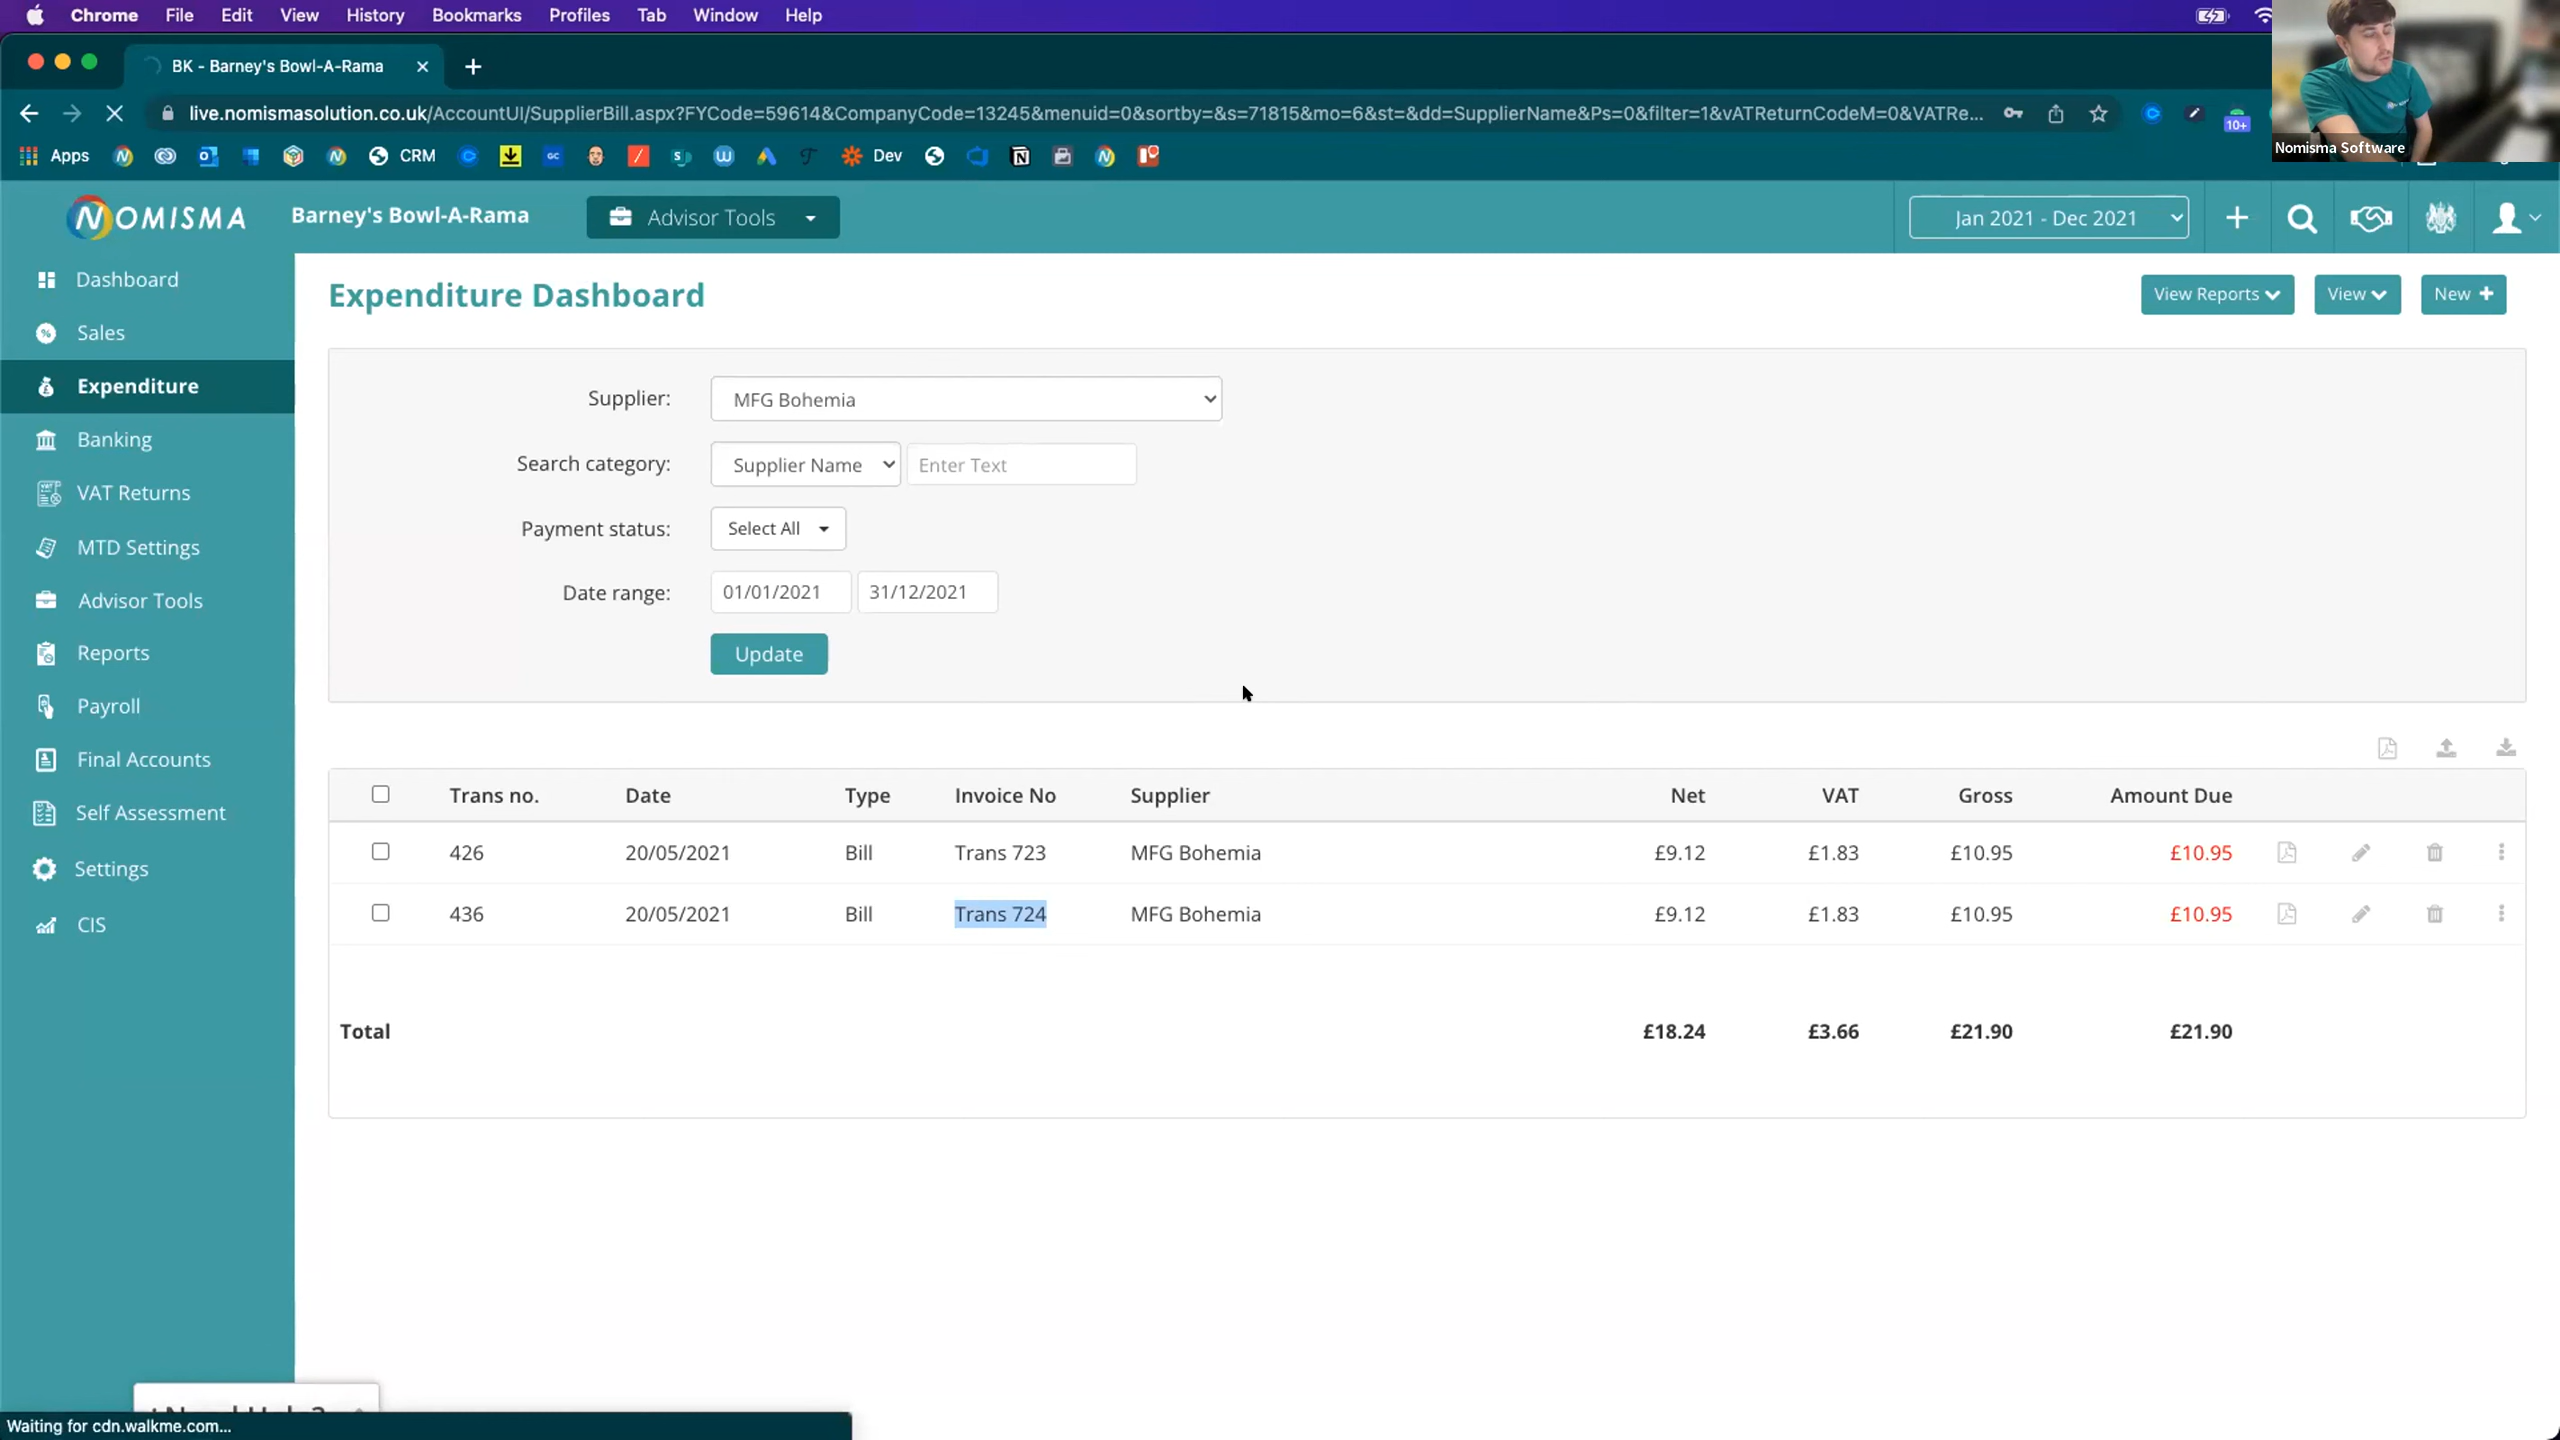 Chrome File Edit View History Bookmarks Profiles Tab Window Help
BK - Barney's Bowl-A-Rama
live.nomismasolution.co.uk/AccountUI/SupplierBill.aspx?FYCode=59614&CompanyCode=13245&menuid=0&sortby=&s=71815&mo=6&st=&dd=SupplierName&Ps=0&filter=1&vATReturnCodeM=0&VATRe...
10+
Apps CRM GC Dev
Nomisma Software
NOMISMA
Barney's Bowl-A-Rama
Advisor Tools
Jan 2021 - Dec 2021
Dashboard
Sales
Expenditure
Banking
VAT Returns
MTD Settings
Advisor Tools
Reports
Payroll
Final Accounts
Self Assessment
Settings
CIS
Expenditure Dashboard
View Reports
View
New
Supplier: MFG Bohemia
Search category: Supplier Name Enter Text
Payment status: Select All
Date range: 01/01/2021 31/12/2021
Update
Trans no. Date Type Invoice No Supplier Net VAT Gross Amount Due
426 20/05/2021 Bill Trans 723 MFG Bohemia £9.12 £1.83 £10.95 £10.95
436 20/05/2021 Bill Trans 724 MFG Bohemia £9.12 £1.83 £10.95 £10.95
Total £18.24 £3.66 £21.90 £21.90
Waiting for cdn.walkme.com...